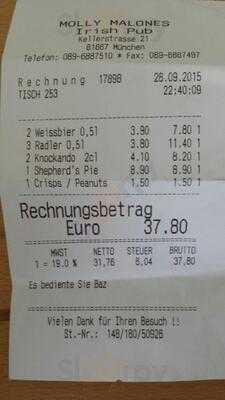 MOLLY MALONES
Irish Pub
Kellerstrasse 21
81667 München
Telefon: 089-6887510 * Fax: 089-6887497
Rechnung 17898 26.09.2015
TISCH 253 22:40:09
2 Weissbier 0,5l 3.90 7.80 1
3 Radler 0,5l 3.80 11.40 1
2 Knockando 2cl 4.10 8.20 1
1 Shepherd's Pie 8.90 8.90 1
1 Crisps / Peanuts 1.50 1.50 1
Rechnungsbetrag
Euro 37.80
MWST NETTO STEUER BRUTTO
1 = 19.0 % 31,76 6,04 37,80
Es bediente Sie Baz
Vielen Dank für Ihren Besuch !!
St.-Nr.: 148/180/50926